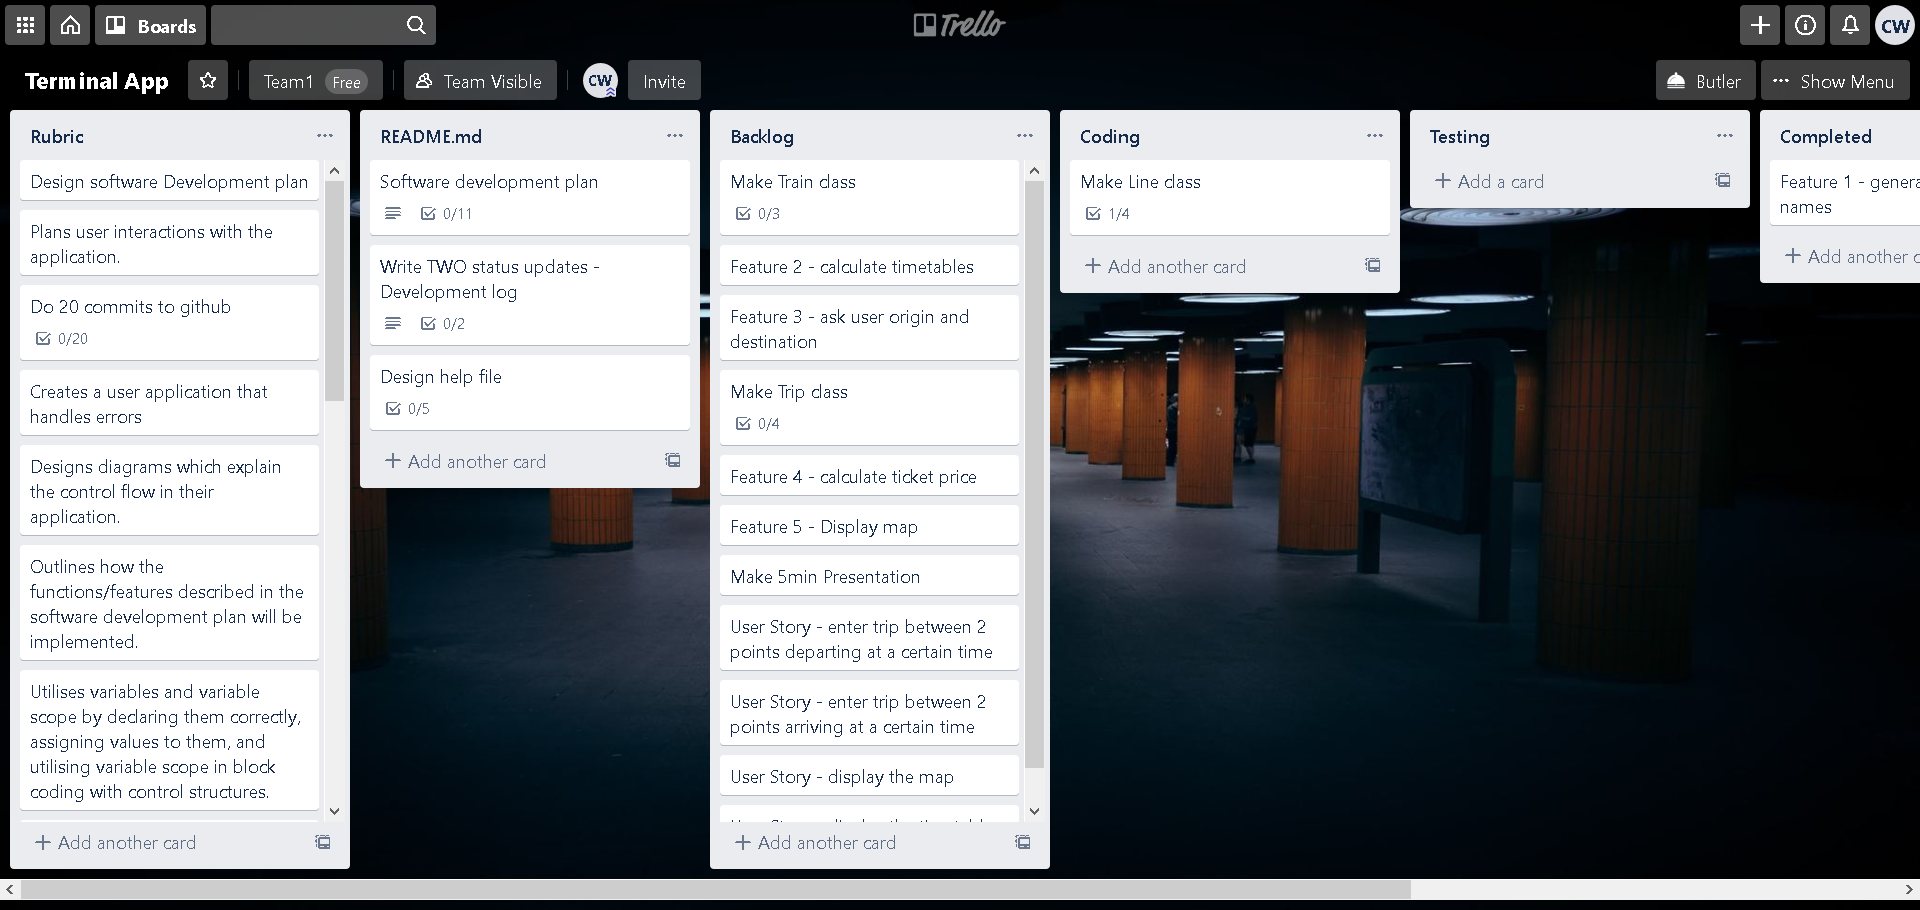 Boards
Trello
CW
Terminal App
Team1 Free
Team Visible
CW
Invite
Butler
Show Menu
Rubric
Design software Development plan
Plans user interactions with the
application.
Do 20 commits to github
0/20
Creates a user application that
handles errors
Designs diagrams which explain
the control flow in their
application.
Outlines how the
functions/features described in the
software development plan will be
implemented.
Utilises variables and variable
scope by declaring them correctly,
assigning values to them, and
utilising variable scope in block
coding with control structures.
+ Add another card
README.md
Software development plan
0/11
Write TWO status updates -
Development log
0/2
Design help file
0/5
+ Add another card
Backlog
Make Train class
0/3
Feature 2 - calculate timetables
Feature 3 - ask user origin and
destination
Make Trip class
0/4
Feature 4 - calculate ticket price
Feature 5 - Display map
Make 5min Presentation
User Story - enter trip between 2
points departing at a certain time
User Story - enter trip between 2
points arriving at a certain time
User Story - display the map
+ Add another card
Coding
Make Line class
1/4
+ Add another card
Testing
+ Add a card
Completed
Feature 1 - genera
names
+ Add another c